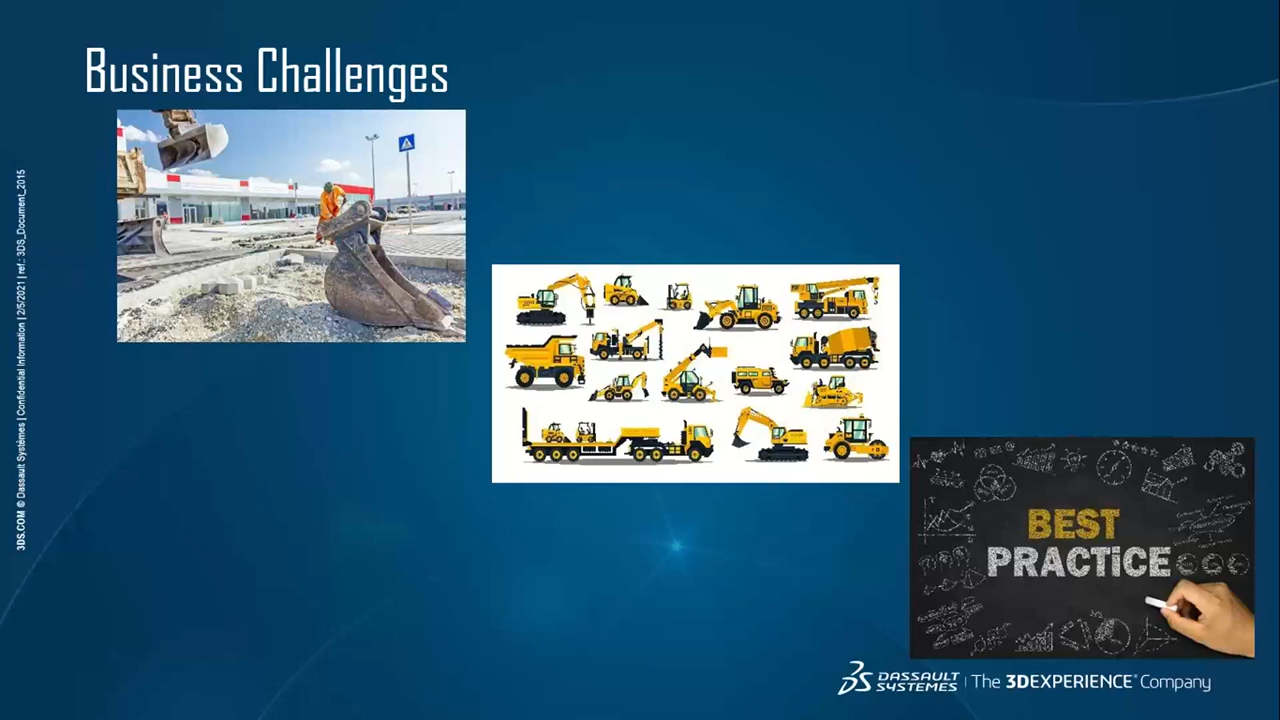 Business Challenges
3DS.COM © Dassault Systèmes | Confidential Information | 2/5/2021 | ref.: 3DS_Document_2015
BEST
PRACTiCE
DASSAULT
SYSTEMES | The 3DEXPERIENCE® Company